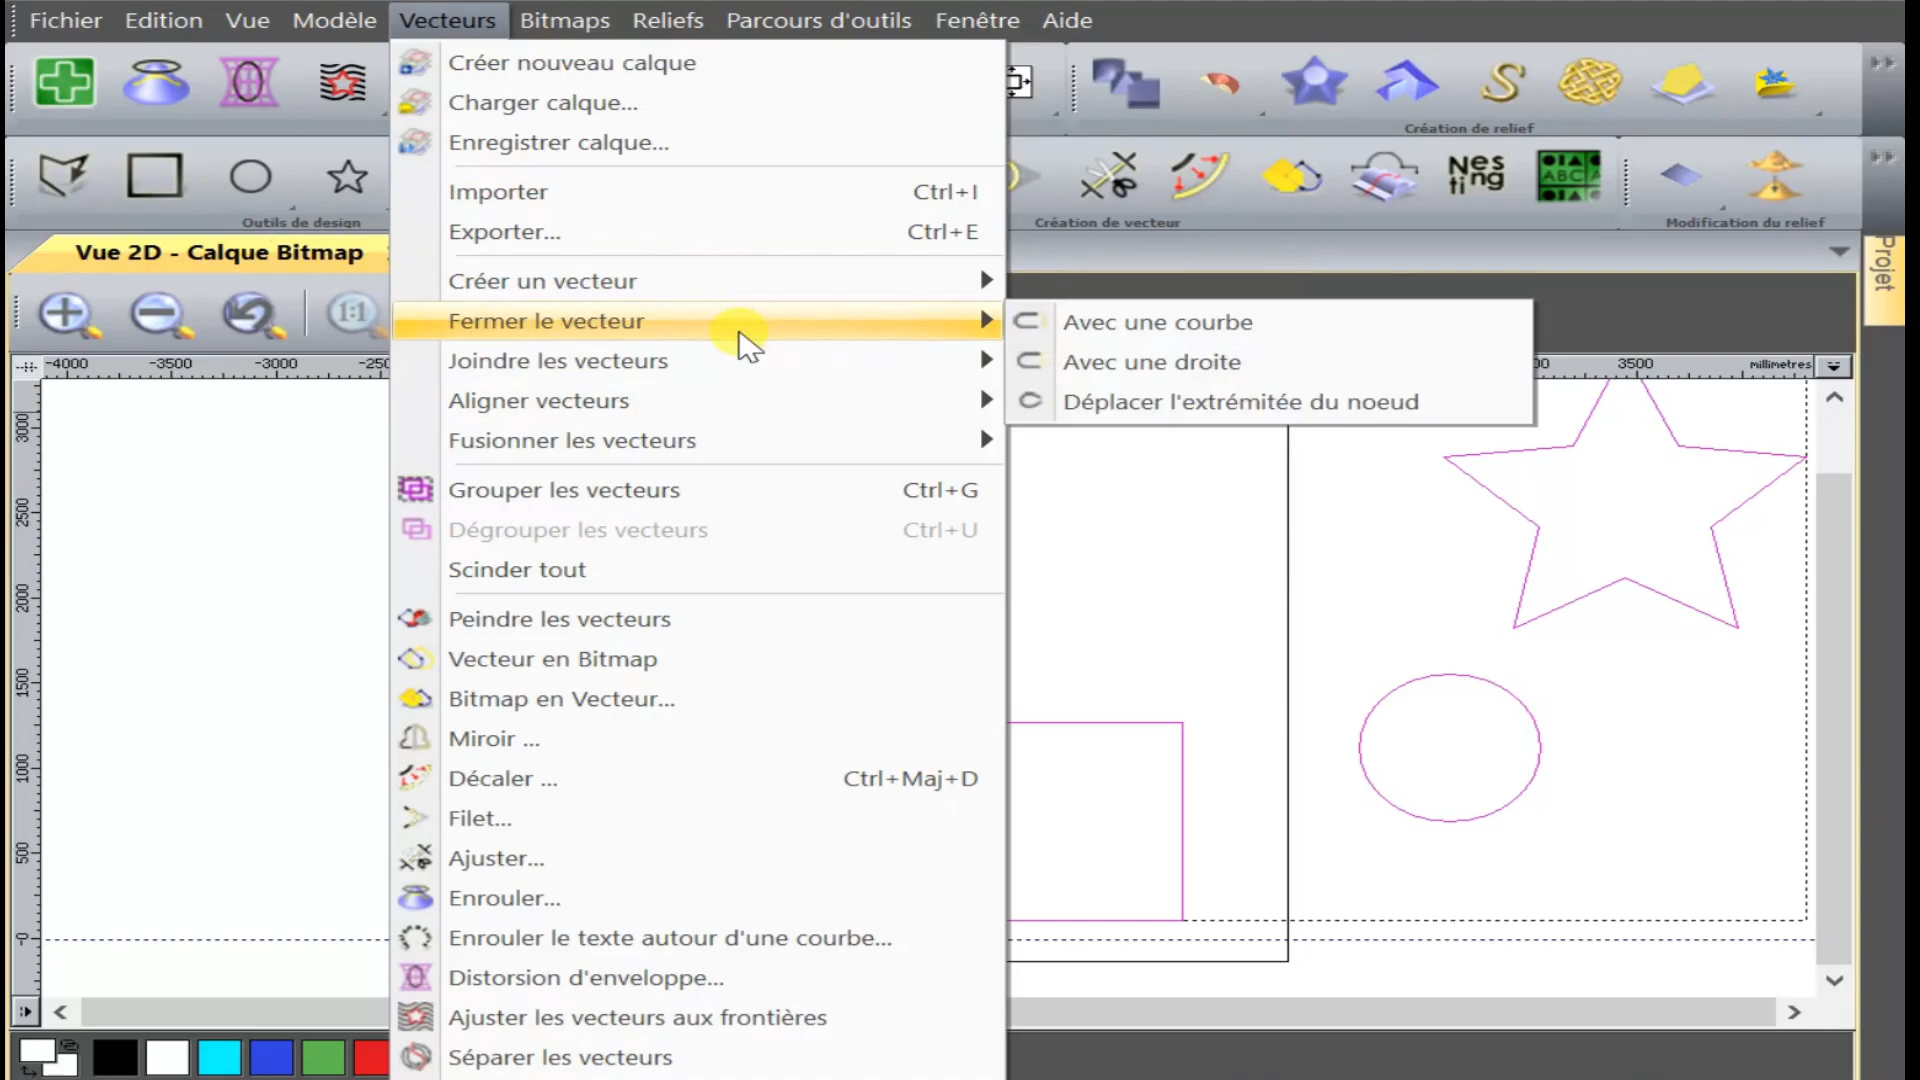 Fichier Edition Vue Modèle Vecteurs Bitmaps Reliefs Parcours d'outils Fenêtre Aide
Créer nouveau calque
Charger calque...
Enregistrer calque...
Importer Ctrl+I
Exporter... Ctrl+E
Créer un vecteur
Fermer le vecteur
Joindre les vecteurs
Aligner vecteurs
Fusionner les vecteurs
Grouper les vecteurs Ctrl+G
Dégrouper les vecteurs Ctrl+U
Scinder tout
Peindre les vecteurs
Vecteur en Bitmap
Bitmap en Vecteur...
Miroir ...
Décaler ... Ctrl+Maj+D
Filet...
Ajuster...
Enrouler...
Enrouler le texte autour d'une courbe...
Distorsion d'enveloppe...
Ajuster les vecteurs aux frontières
Séparer les vecteurs
Avec une courbe
Avec une droite
Déplacer l'extrémitée du noeud
Création de relief
S
Nes
ting
ABC
Outils de design
Création de vecteur
Modification du relief
Vue 2D - Calque Bitmap
Projet
1:1
-4000 -3500 -3000 3500 millimetres
3000
2500
2000
1500
1000
500
-0